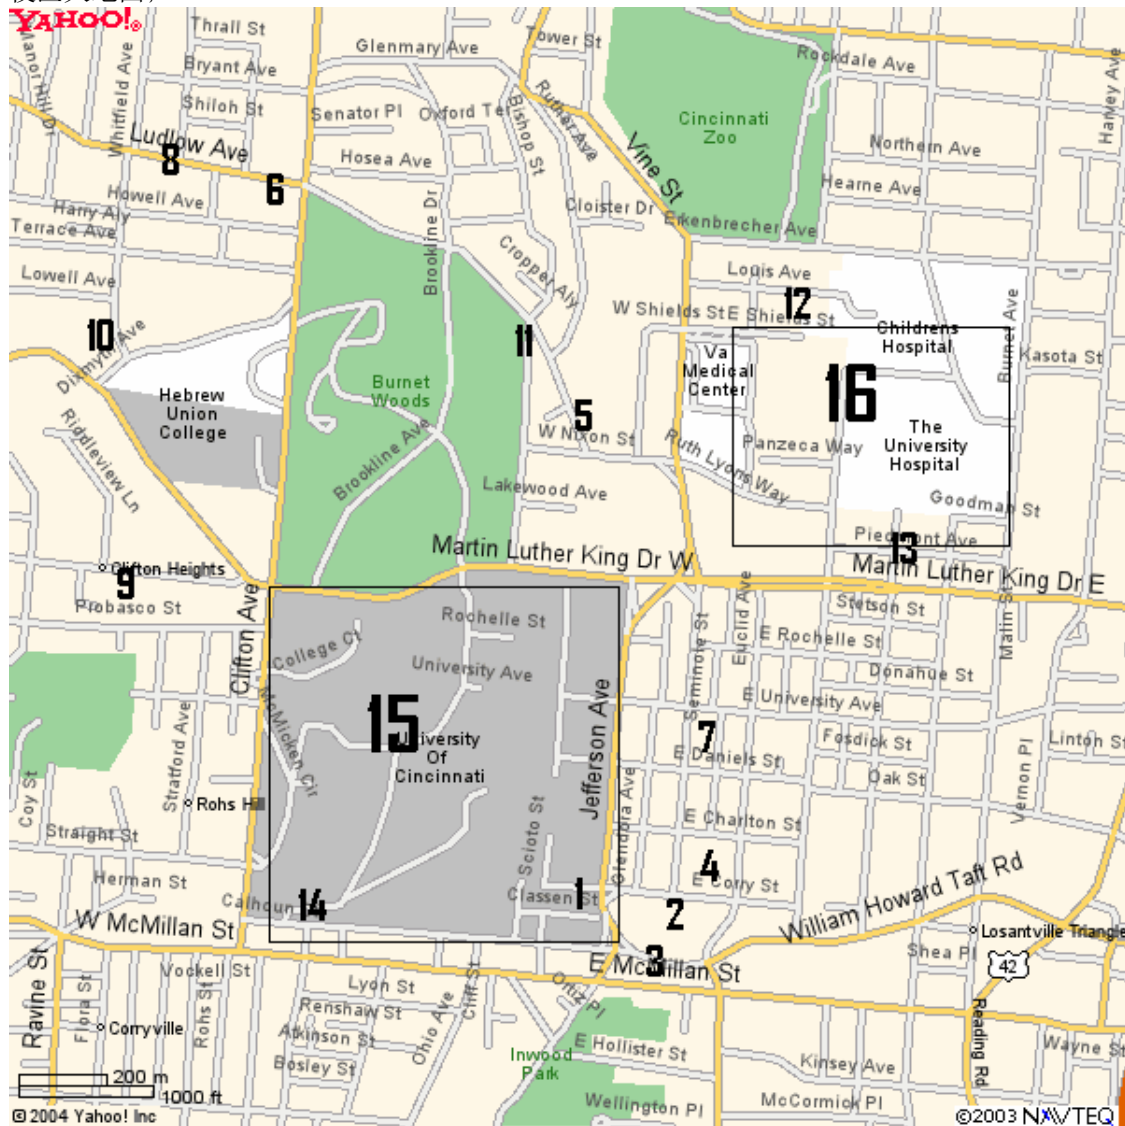 YAHOO!®
Thrall St
Glenmary Ave
Tower St
Rockdale Ave
Manor Hill Dr
Whitfield Ave
Bryant Ave
Harvey Ave
Shiloh St
Senator Pl
Oxford Ter
Bishop St
Ruther Ave
Cincinnati
Zoo
Ludlow Ave
8
Hosea Ave
Vine St
Northern Ave
6
Howell Ave
Hearne Ave
Harry Aly
Terrace Ave
Brookline Dr
Cloister Dr
Erkenbrecher Ave
Cropper Aly
Lowell Ave
Louis Ave
12
W Shields St
E Shields St
10
Dixmyth Ave
11
Childrens
Hospital
Burnet Ave
Kasota St
Va
Medical
Center
16
Hebrew
Union
College
Burnet
Woods
5
W Nixon St
Ruth Lyons Way
Panzeca Way
The
University
Hospital
Riddleview Ln
Brookline Ave
Lakewood Ave
Goodman St
Piedmont Ave
13
Martin Luther King Dr W
Martin Luther King Dr E
Clifton Heights
9
Probasco St
Clifton Ave
Rochelle St
Stetson St
College Ct
Seminole St
Euclid Ave
E Rochelle St
Malin St
University Ave
Donahue St
E University Ave
McMicken Cir
15
University
Of
Cincinnati
Jefferson Ave
7
E Daniels St
Fosdick St
Linton St
Stratford Ave
Oak St
Vernon Pl
Coy St
Rohs Hill
Straight St
Scioto St
Glendora Ave
E Charlton St
4
Herman St
E Corry St
Calhoun
14
Classen St
1
2
William Howard Taft Rd
W McMillan St
Losantville Triangle
E McMillan St
3
Shea Pl
42
Ravine St
Vockell St
Flora St
Rohs St
Lyon St
Cliff St
Ortiz Pl
Renshaw St
Corryville
Atkinson St
Ohio Ave
Inwood
Park
E Hollister St
Reading Rd
Wayne St
Bosley St
Kinsey Ave
200 m
1000 ft
Wellington Pl
McCormick Pl
© 2004 Yahoo! Inc
©2003 NAVTEQ